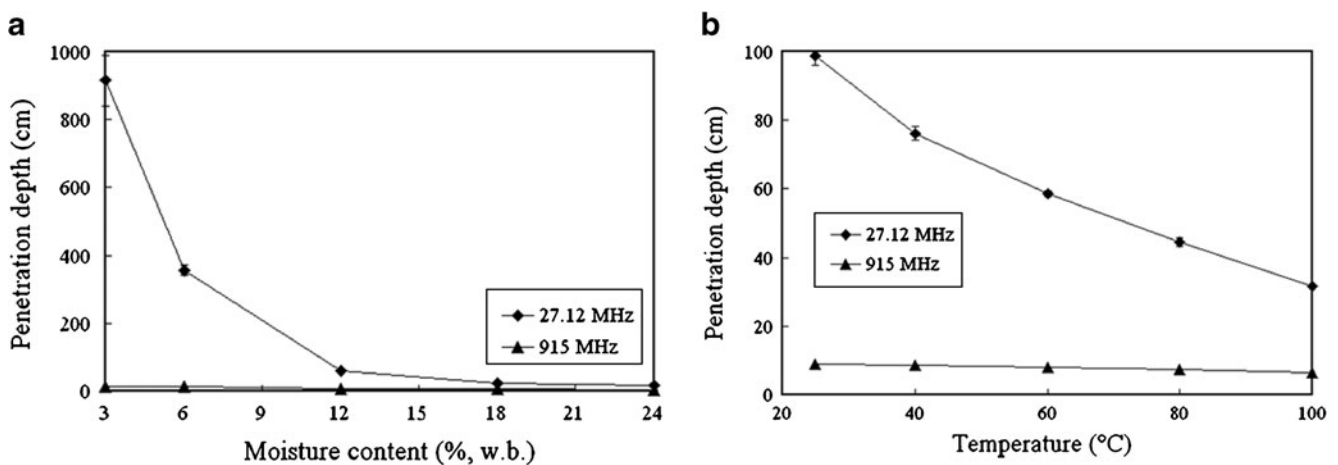 a
1000
800
600
400
200
0
Penetration depth (cm)
27.12 MHz
915 MHz
3 6 9 12 15 18 21 24
Moisture content (%, w.b.)
b
100
80
60
40
20
0
Penetration depth (cm)
27.12 MHz
915 MHz
20 40 60 80 100
Temperature (°C)